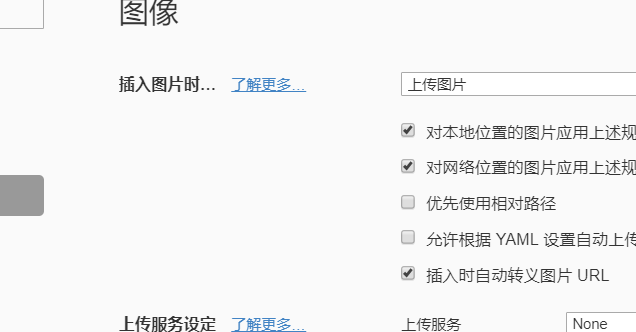 图像
插入图片时... 了解更多... 上传图片
对本地位置的图片应用上述规
对网络位置的图片应用上述规
优先使用相对路径
允许根据 YAML 设置自动上传
插入时自动转义图片 URL
上传服务设定 了解更多... 上传服务 None